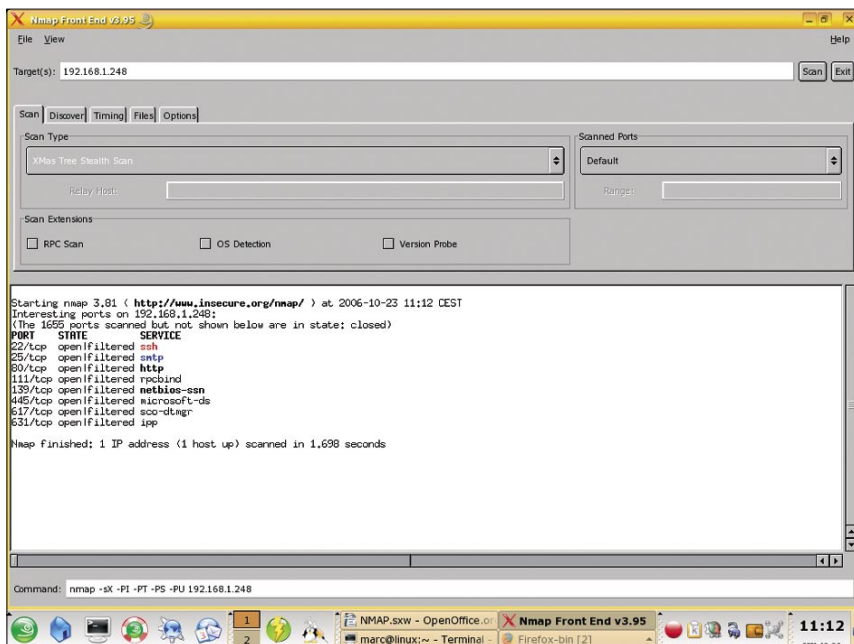 Nmap Front End v3.95
File View Help
Target(s): 192.168.1.248 Scan Exit
Scan Discover Timing Files Options
Scan Type Scanned Ports
XMas Tree Stealth Scan Default
Relay Host: Range:
Scan Extensions
RPC Scan OS Detection Version Probe
Starting nmap 3.81 ( http://www.insecure.org/nmap/ ) at 2006-10-23 11:12 CEST
Interesting ports on 192.168.1.248:
(The 1655 ports scanned but not shown below are in state: closed)
PORT STATE SERVICE
22/tcp open|filtered ssh
25/tcp open|filtered smtp
80/tcp open|filtered http
111/tcp open|filtered rpcbind
139/tcp open|filtered netbios-ssn
445/tcp open|filtered microsoft-ds
617/tcp open|filtered sco-dtmgr
631/tcp open|filtered ipp
Nmap finished: 1 IP address (1 host up) scanned in 1.698 seconds
Command: nmap -sX -PI -PT -PS -PU 192.168.1.248
1 NMAP.sxw - OpenOffice.or Nmap Front End v3.95 11:12
2 marc@linux:~ - Terminal - Firefox-bin [2]